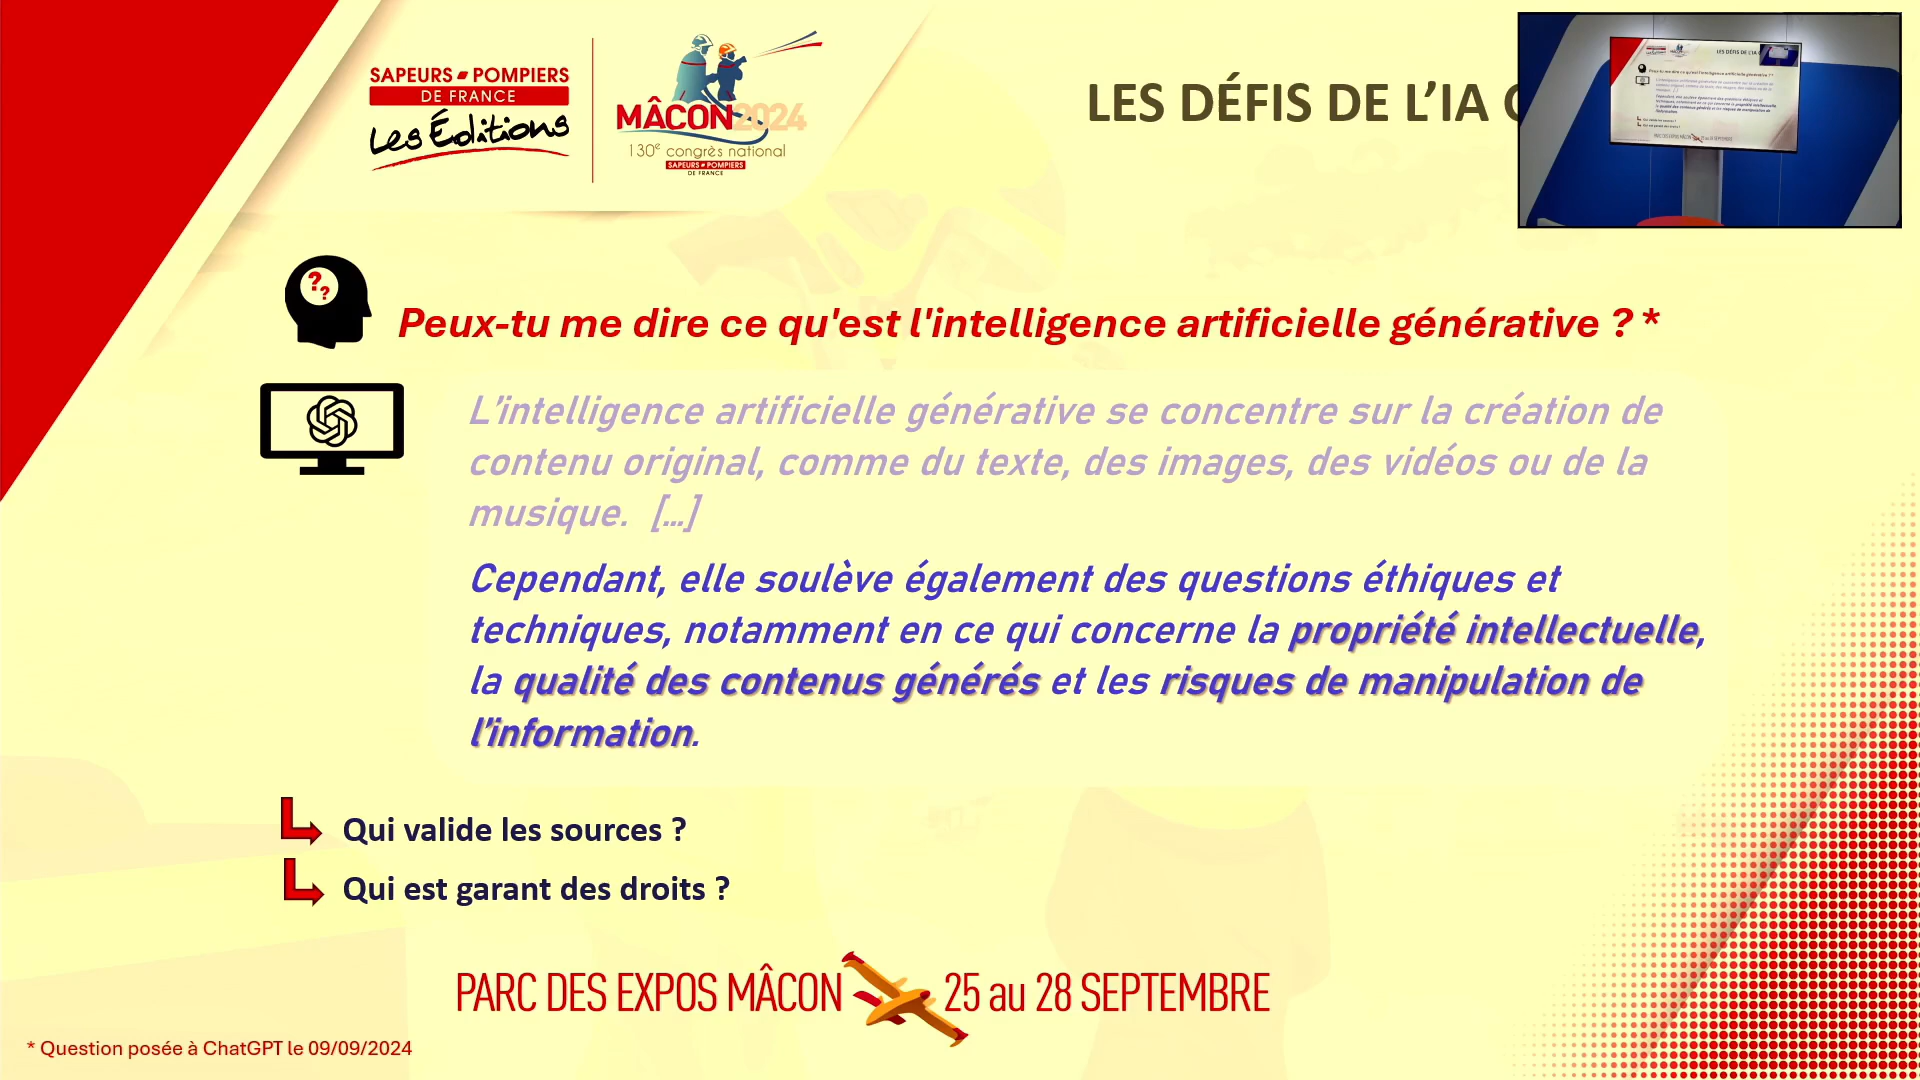 SAPEURS-POMPIERS
DE FRANCE
Les Éditions
MÂCON2024
130e congrès national
SAPEURS-POMPIERS
DE FRANCE
LES DÉFIS DE L’IA
??
Peux-tu me dire ce qu'est l'intelligence artificielle générative ? *
L’intelligence artificielle générative se concentre sur la création de
contenu original, comme du texte, des images, des vidéos ou de la
musique. [...]
Cependant, elle soulève également des questions éthiques et
techniques, notamment en ce qui concerne la propriété intellectuelle,
la qualité des contenus générés et les risques de manipulation de
l’information.
Qui valide les sources ?
Qui est garant des droits ?
PARC DES EXPOS MÂCON 25 au 28 SEPTEMBRE
* Question posée à ChatGPT le 09/09/2024